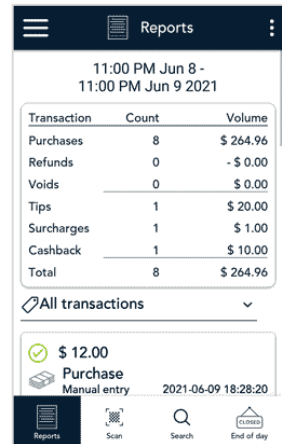 Reports
11:00 PM Jun 8 -
11:00 PM Jun 9 2021
Transaction Count Volume
Purchases 8 $ 264.96
Refunds 0 - $ 0.00
Voids 0 $ 0.00
Tips 1 $ 20.00
Surcharges 1 $ 1.00
Cashback 1 $ 10.00
Total 8 $ 264.96
All transactions
$ 12.00
Purchase
Manual entry 2021-06-09 18:28:20
CLOSED
Reports Scan Search End of day